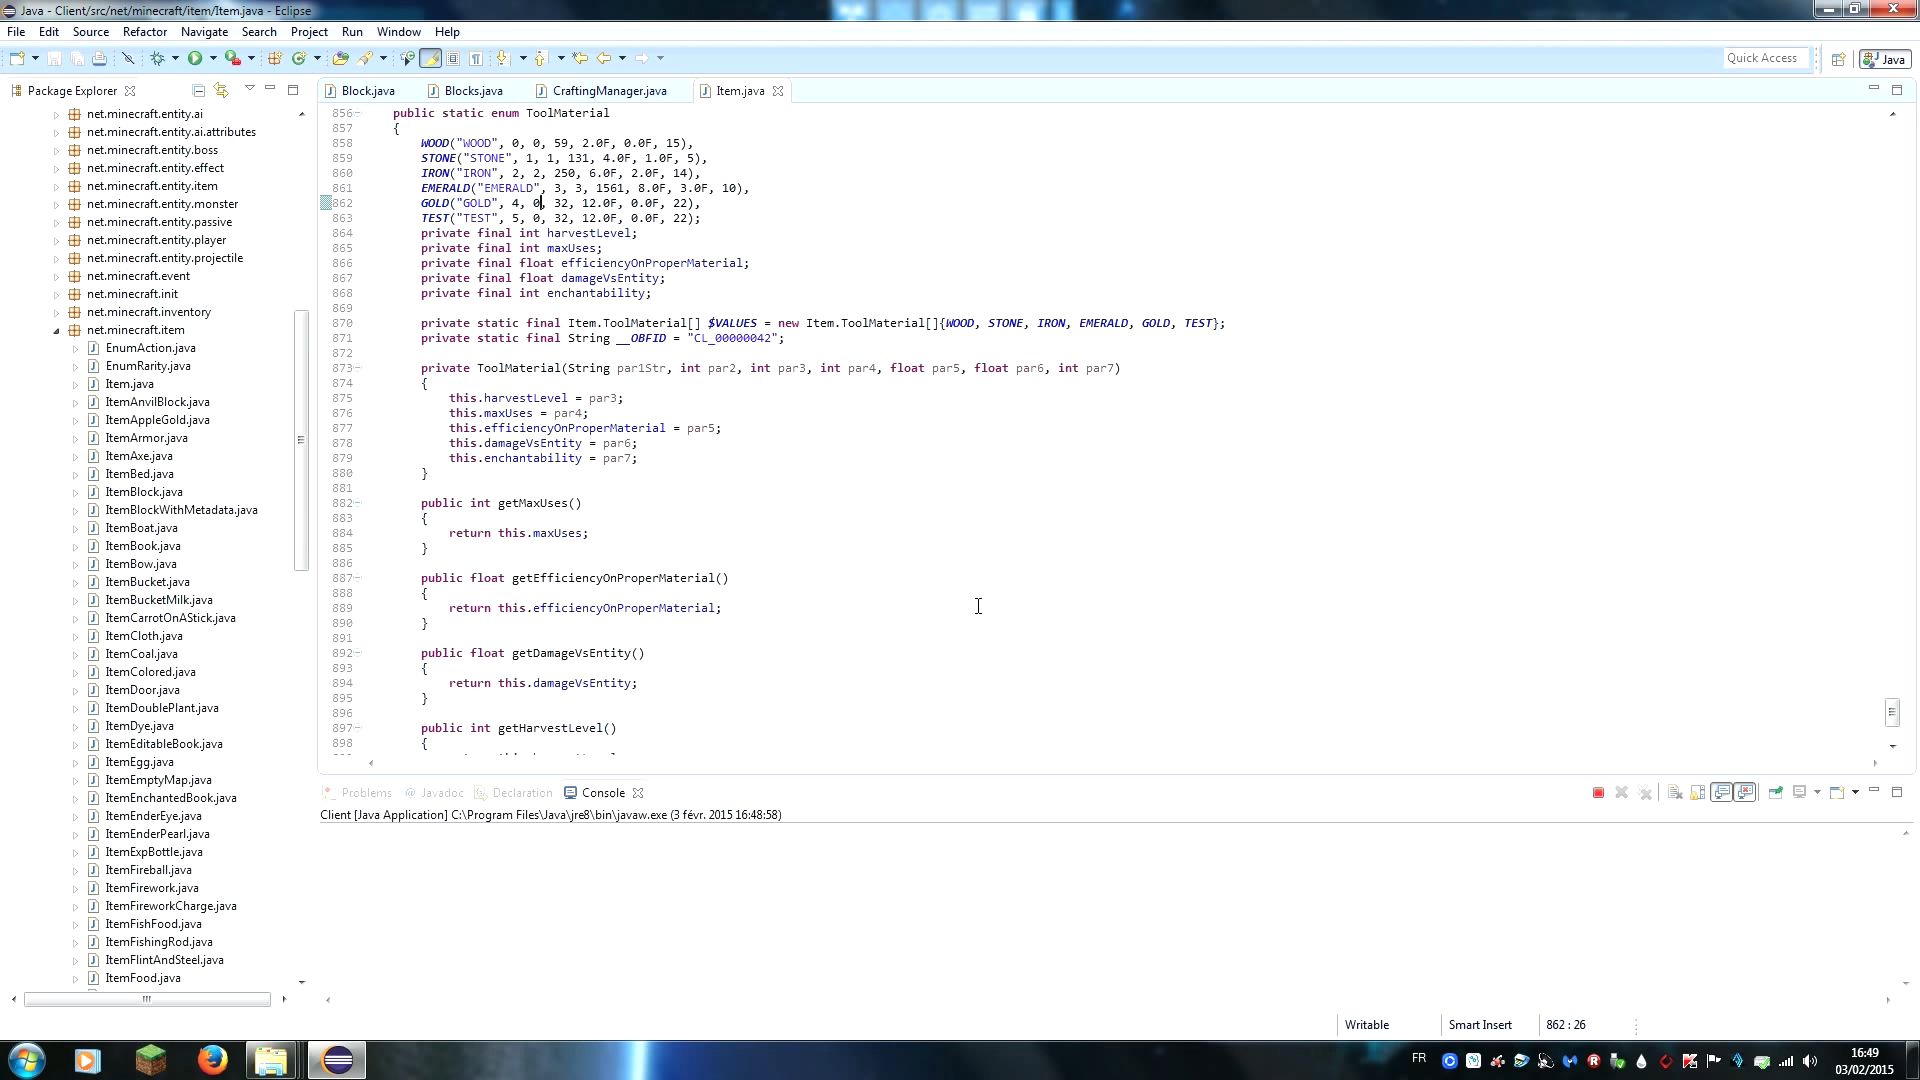 Java - Client/src/net/minecraft/item/Item.java - Eclipse
File Edit Source Refactor Navigate Search Project Run Window Help
Quick Access
Java
Package Explorer
net.minecraft.entity.ai
net.minecraft.entity.ai.attributes
net.minecraft.entity.boss
net.minecraft.entity.effect
net.minecraft.entity.item
net.minecraft.entity.monster
net.minecraft.entity.passive
net.minecraft.entity.player
net.minecraft.entity.projectile
net.minecraft.event
net.minecraft.init
net.minecraft.inventory
net.minecraft.item
EnumAction.java
EnumRarity.java
Item.java
ItemAnvilBlock.java
ItemAppleGold.java
ItemArmor.java
ItemAxe.java
ItemBed.java
ItemBlock.java
ItemBlockWithMetadata.java
ItemBoat.java
ItemBook.java
ItemBow.java
ItemBucket.java
ItemBucketMilk.java
ItemCarrotOnAStick.java
ItemCloth.java
ItemCoal.java
ItemColored.java
ItemDoor.java
ItemDoublePlant.java
ItemDye.java
ItemEditableBook.java
ItemEgg.java
ItemEmptyMap.java
ItemEnchantedBook.java
ItemEnderEye.java
ItemEnderPearl.java
ItemExpBottle.java
ItemFireball.java
ItemFirework.java
ItemFireworkCharge.java
ItemFishFood.java
ItemFishingRod.java
ItemFlintAndSteel.java
ItemFood.java
Block.java Blocks.java CraftingManager.java Item.java
856 public static enum ToolMaterial
857 {
858 WOOD("WOOD", 0, 0, 59, 2.0F, 0.0F, 15),
859 STONE("STONE", 1, 1, 131, 4.0F, 1.0F, 5),
860 IRON("IRON", 2, 2, 250, 6.0F, 2.0F, 14),
861 EMERALD("EMERALD", 3, 3, 1561, 8.0F, 3.0F, 10),
862 GOLD("GOLD", 4, 0, 32, 12.0F, 0.0F, 22),
863 TEST("TEST", 5, 0, 32, 12.0F, 0.0F, 22);
864 private final int harvestLevel;
865 private final int maxUses;
866 private final float efficiencyOnProperMaterial;
867 private final float damageVsEntity;
868 private final int enchantability;
869
870 private static final Item.ToolMaterial[] $VALUES = new Item.ToolMaterial[]{WOOD, STONE, IRON, EMERALD, GOLD, TEST};
871 private static final String __OBFID = "CL_00000042";
872
873 private ToolMaterial(String par1Str, int par2, int par3, int par4, float par5, float par6, int par7)
874 {
875 this.harvestLevel = par3;
876 this.maxUses = par4;
877 this.efficiencyOnProperMaterial = par5;
878 this.damageVsEntity = par6;
879 this.enchantability = par7;
880 }
881
882 public int getMaxUses()
883 {
884 return this.maxUses;
885 }
886
887 public float getEfficiencyOnProperMaterial()
888 {
889 return this.efficiencyOnProperMaterial;
890 }
891
892 public float getDamageVsEntity()
893 {
894 return this.damageVsEntity;
895 }
896
897 public int getHarvestLevel()
898 {
Problems Javadoc Declaration Console
Client [Java Application] C:\Program Files\Java\jre8\bin\javaw.exe (3 févr. 2015 16:48:58)
Writable Smart Insert 862 : 26
FR
16:49
03/02/2015